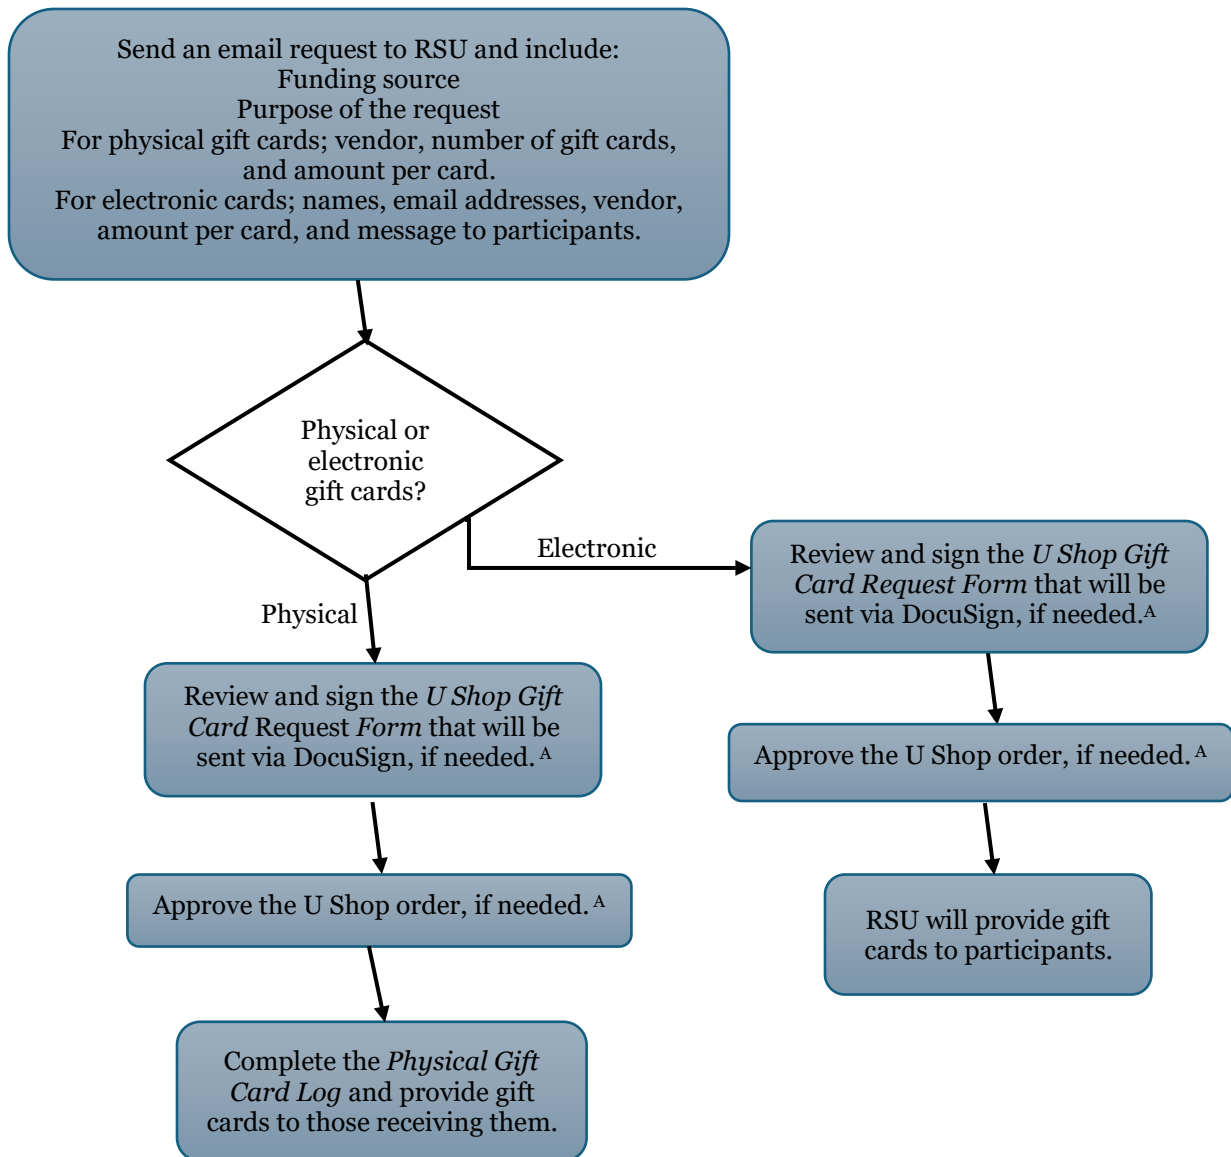 Send an email request to RSU and include:
Funding source
Purpose of the request
For physical gift cards; vendor, number of gift cards,
and amount per card.
For electronic cards; names, email addresses, vendor,
amount per card, and message to participants.
Physical or
electronic
gift cards?
Electronic
Physical
Review and sign the U Shop Gift
Card Request Form that will be
sent via DocuSign, if needed.ᴬ
Approve the U Shop order, if needed. ᴬ
RSU will provide gift
cards to participants.
Review and sign the U Shop Gift
Card Request Form that will be
sent via DocuSign, if needed. ᴬ
Approve the U Shop order, if needed. ᴬ
Complete the Physical Gift
Card Log and provide gift
cards to those receiving them.